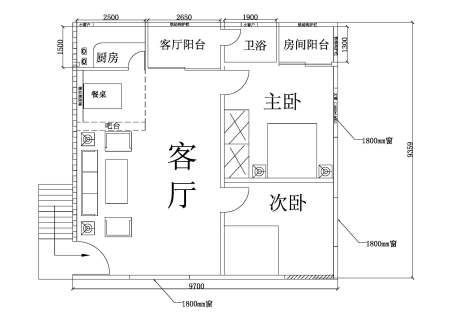 2500
2650
1900
1500
厨房
客厅阳台
卫浴
房间阳台
1300
餐桌
吧台
主卧
1800mm窗
9359
客厅
次卧
1800mm窗
9700
1800mm窗